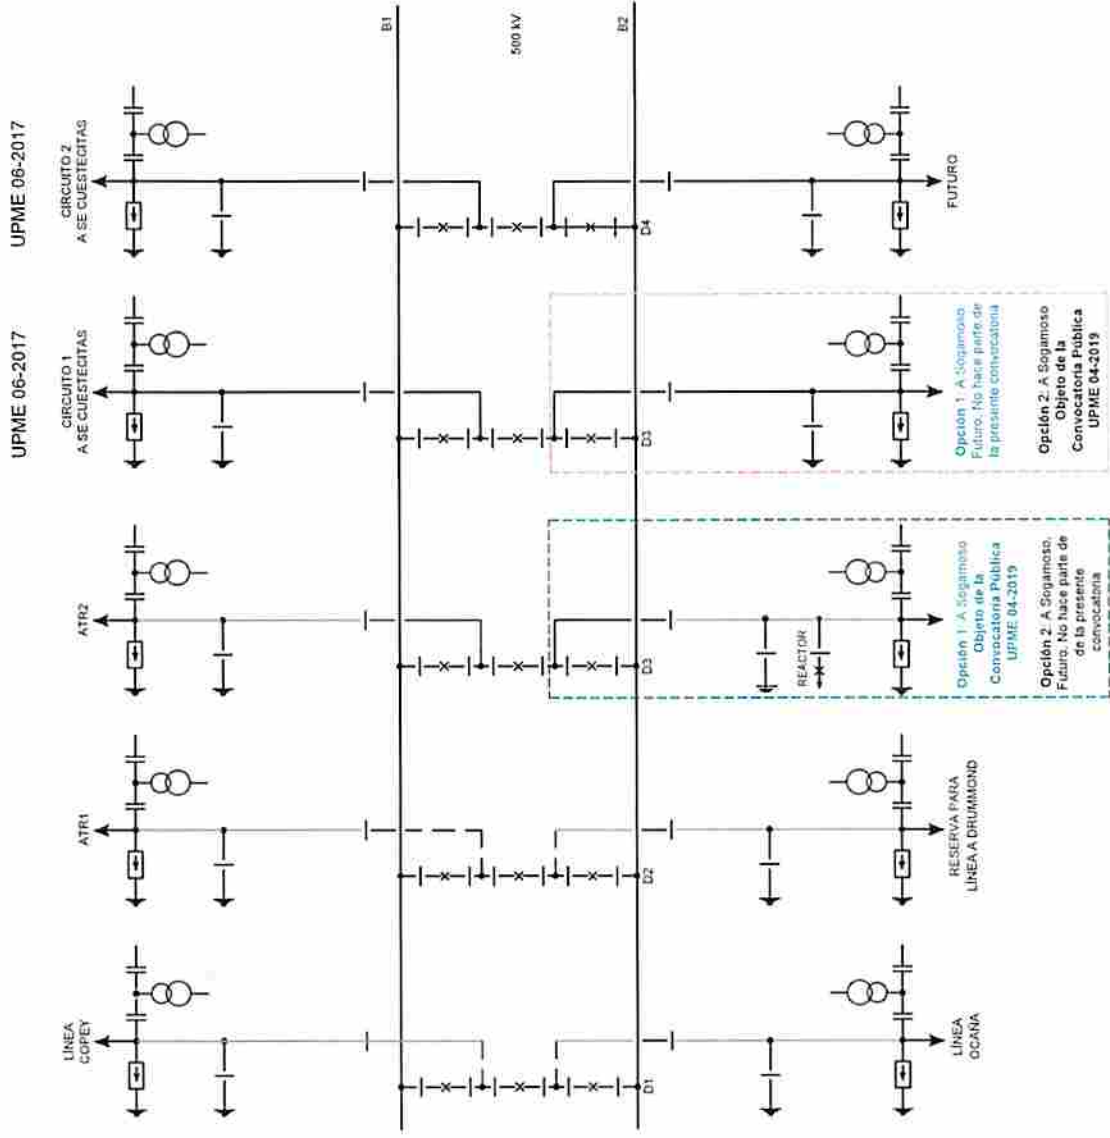 UPME 06-2017
UPME 06-2017
LÍNEA
COPEY
ATR1
ATR2
CIRCUITO 1
A SE CUESTECITAS
CIRCUITO 2
A SE CUESTECITAS
B1
500 kV
B2
D1
D2
D3
D3
D4
REACTOR
LÍNEA
OCAÑA
RESERVA PARA
LÍNEA A DRUMMOND
Opción 1: A Sogamoso
Objeto de la
Convocatoria Pública
UPME 04-2019
Opción 2: A Sogamoso,
Futuro. No hace parte de
de la presente
convocatoria
Opción 1: A Sogamoso
Futuro. No hace parte de
la presente convocatoria
Opción 2: A Sogamoso
Objeto de la
Convocatoria Pública
UPME 04-2019
FUTURO